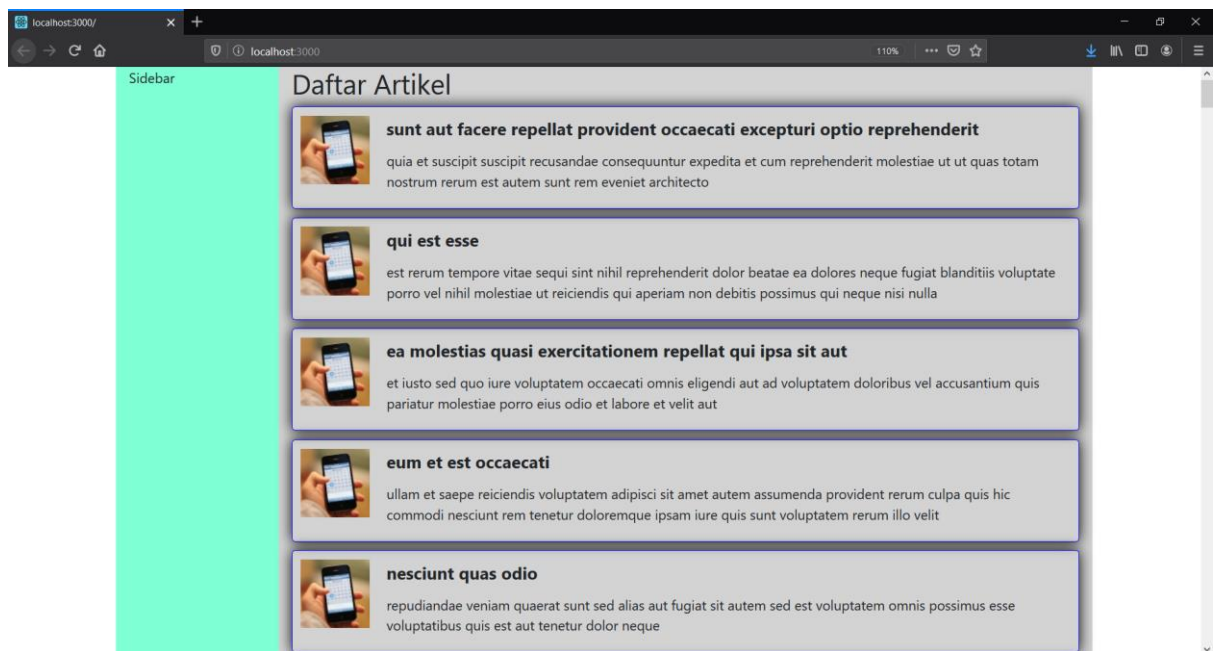 localhost:3000/
localhost:3000
110%
Sidebar
Daftar Artikel
sunt aut facere repellat provident occaecati excepturi optio reprehenderit
quia et suscipit suscipit recusandae consequuntur expedita et cum reprehenderit molestiae ut ut quas totam
nostrum rerum est autem sunt rem eveniet architecto
qui est esse
est rerum tempore vitae sequi sint nihil reprehenderit dolor beatae ea dolores neque fugiat blanditiis voluptate
porro vel nihil molestiae ut reiciendis qui aperiam non debitis possimus qui neque nisi nulla
ea molestias quasi exercitationem repellat qui ipsa sit aut
et iusto sed quo iure voluptatem occaecati omnis eligendi aut ad voluptatem doloribus vel accusantium quis
pariatur molestiae porro eius odio et labore et velit aut
eum et est occaecati
ullam et saepe reiciendis voluptatem adipisci sit amet autem assumenda provident rerum culpa quis hic
commodi nesciunt rem tenetur doloremque ipsam iure quis sunt voluptatem rerum illo velit
nesciunt quas odio
repudiandae veniam quaerat sunt sed alias aut fugiat sit autem sed est voluptatem omnis possimus esse
voluptatibus quis est aut tenetur dolor neque